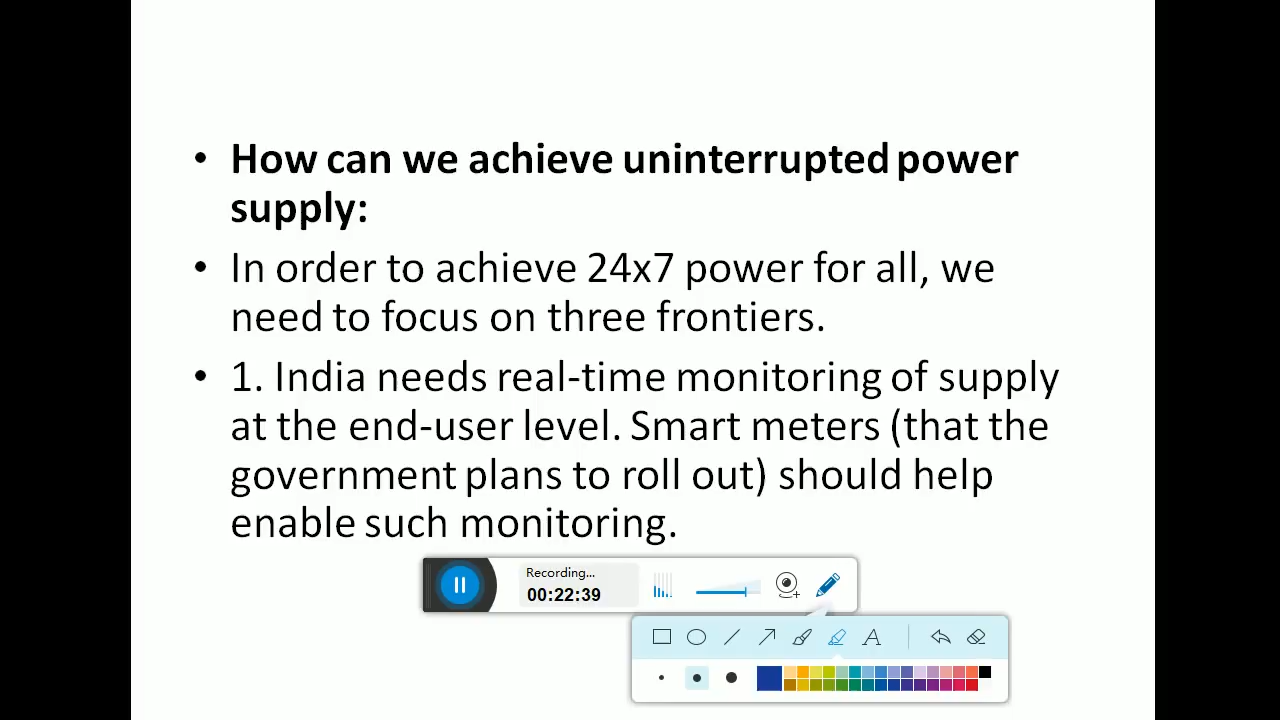 • How can we achieve uninterrupted power
supply:
• In order to achieve 24x7 power for all, we
need to focus on three frontiers.
• 1. India needs real-time monitoring of supply
at the end-user level. Smart meters (that the
government plans to roll out) should help
enable such monitoring.
Recording...
00:22:39
A